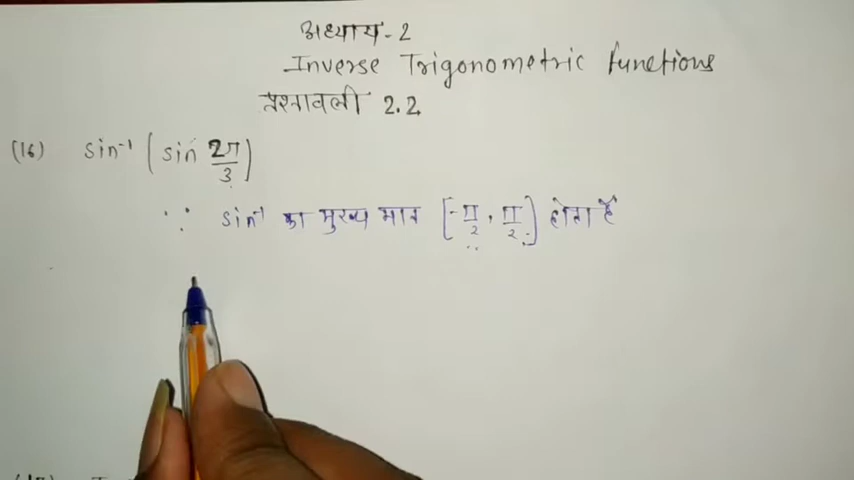 अध्याय-2
Inverse Trigonometric functions
प्रश्नावली 2.2
(16) sin⁻¹ (sin 2π/3)
∵ sin⁻¹ का मुख्य मान [-π/2, π/2] होता है